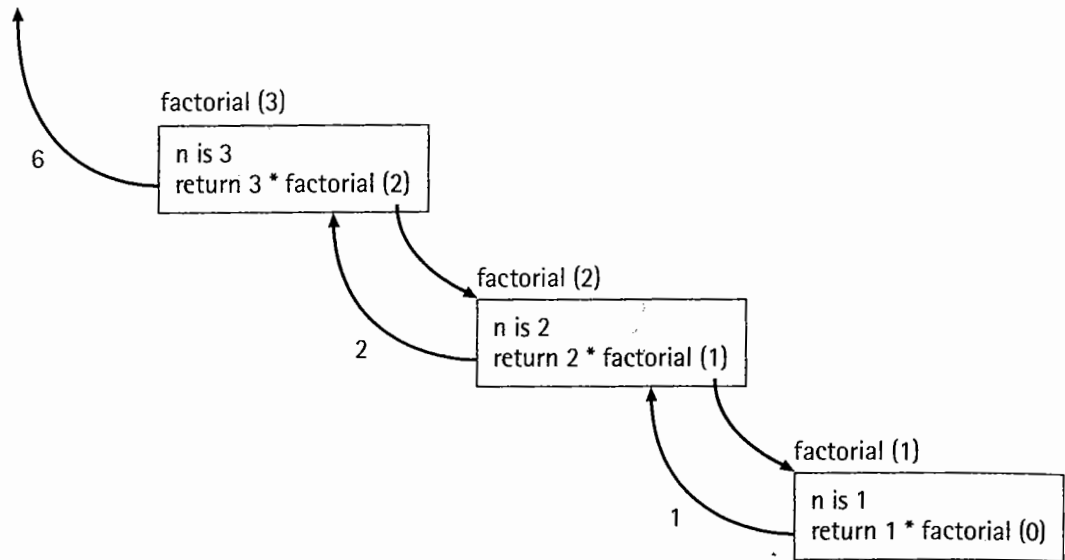 factorial (3)
n is 3
return 3 * factorial (2)
6
factorial (2)
n is 2
return 2 * factorial (1)
2
factorial (1)
n is 1
return 1 * factorial (0)
1